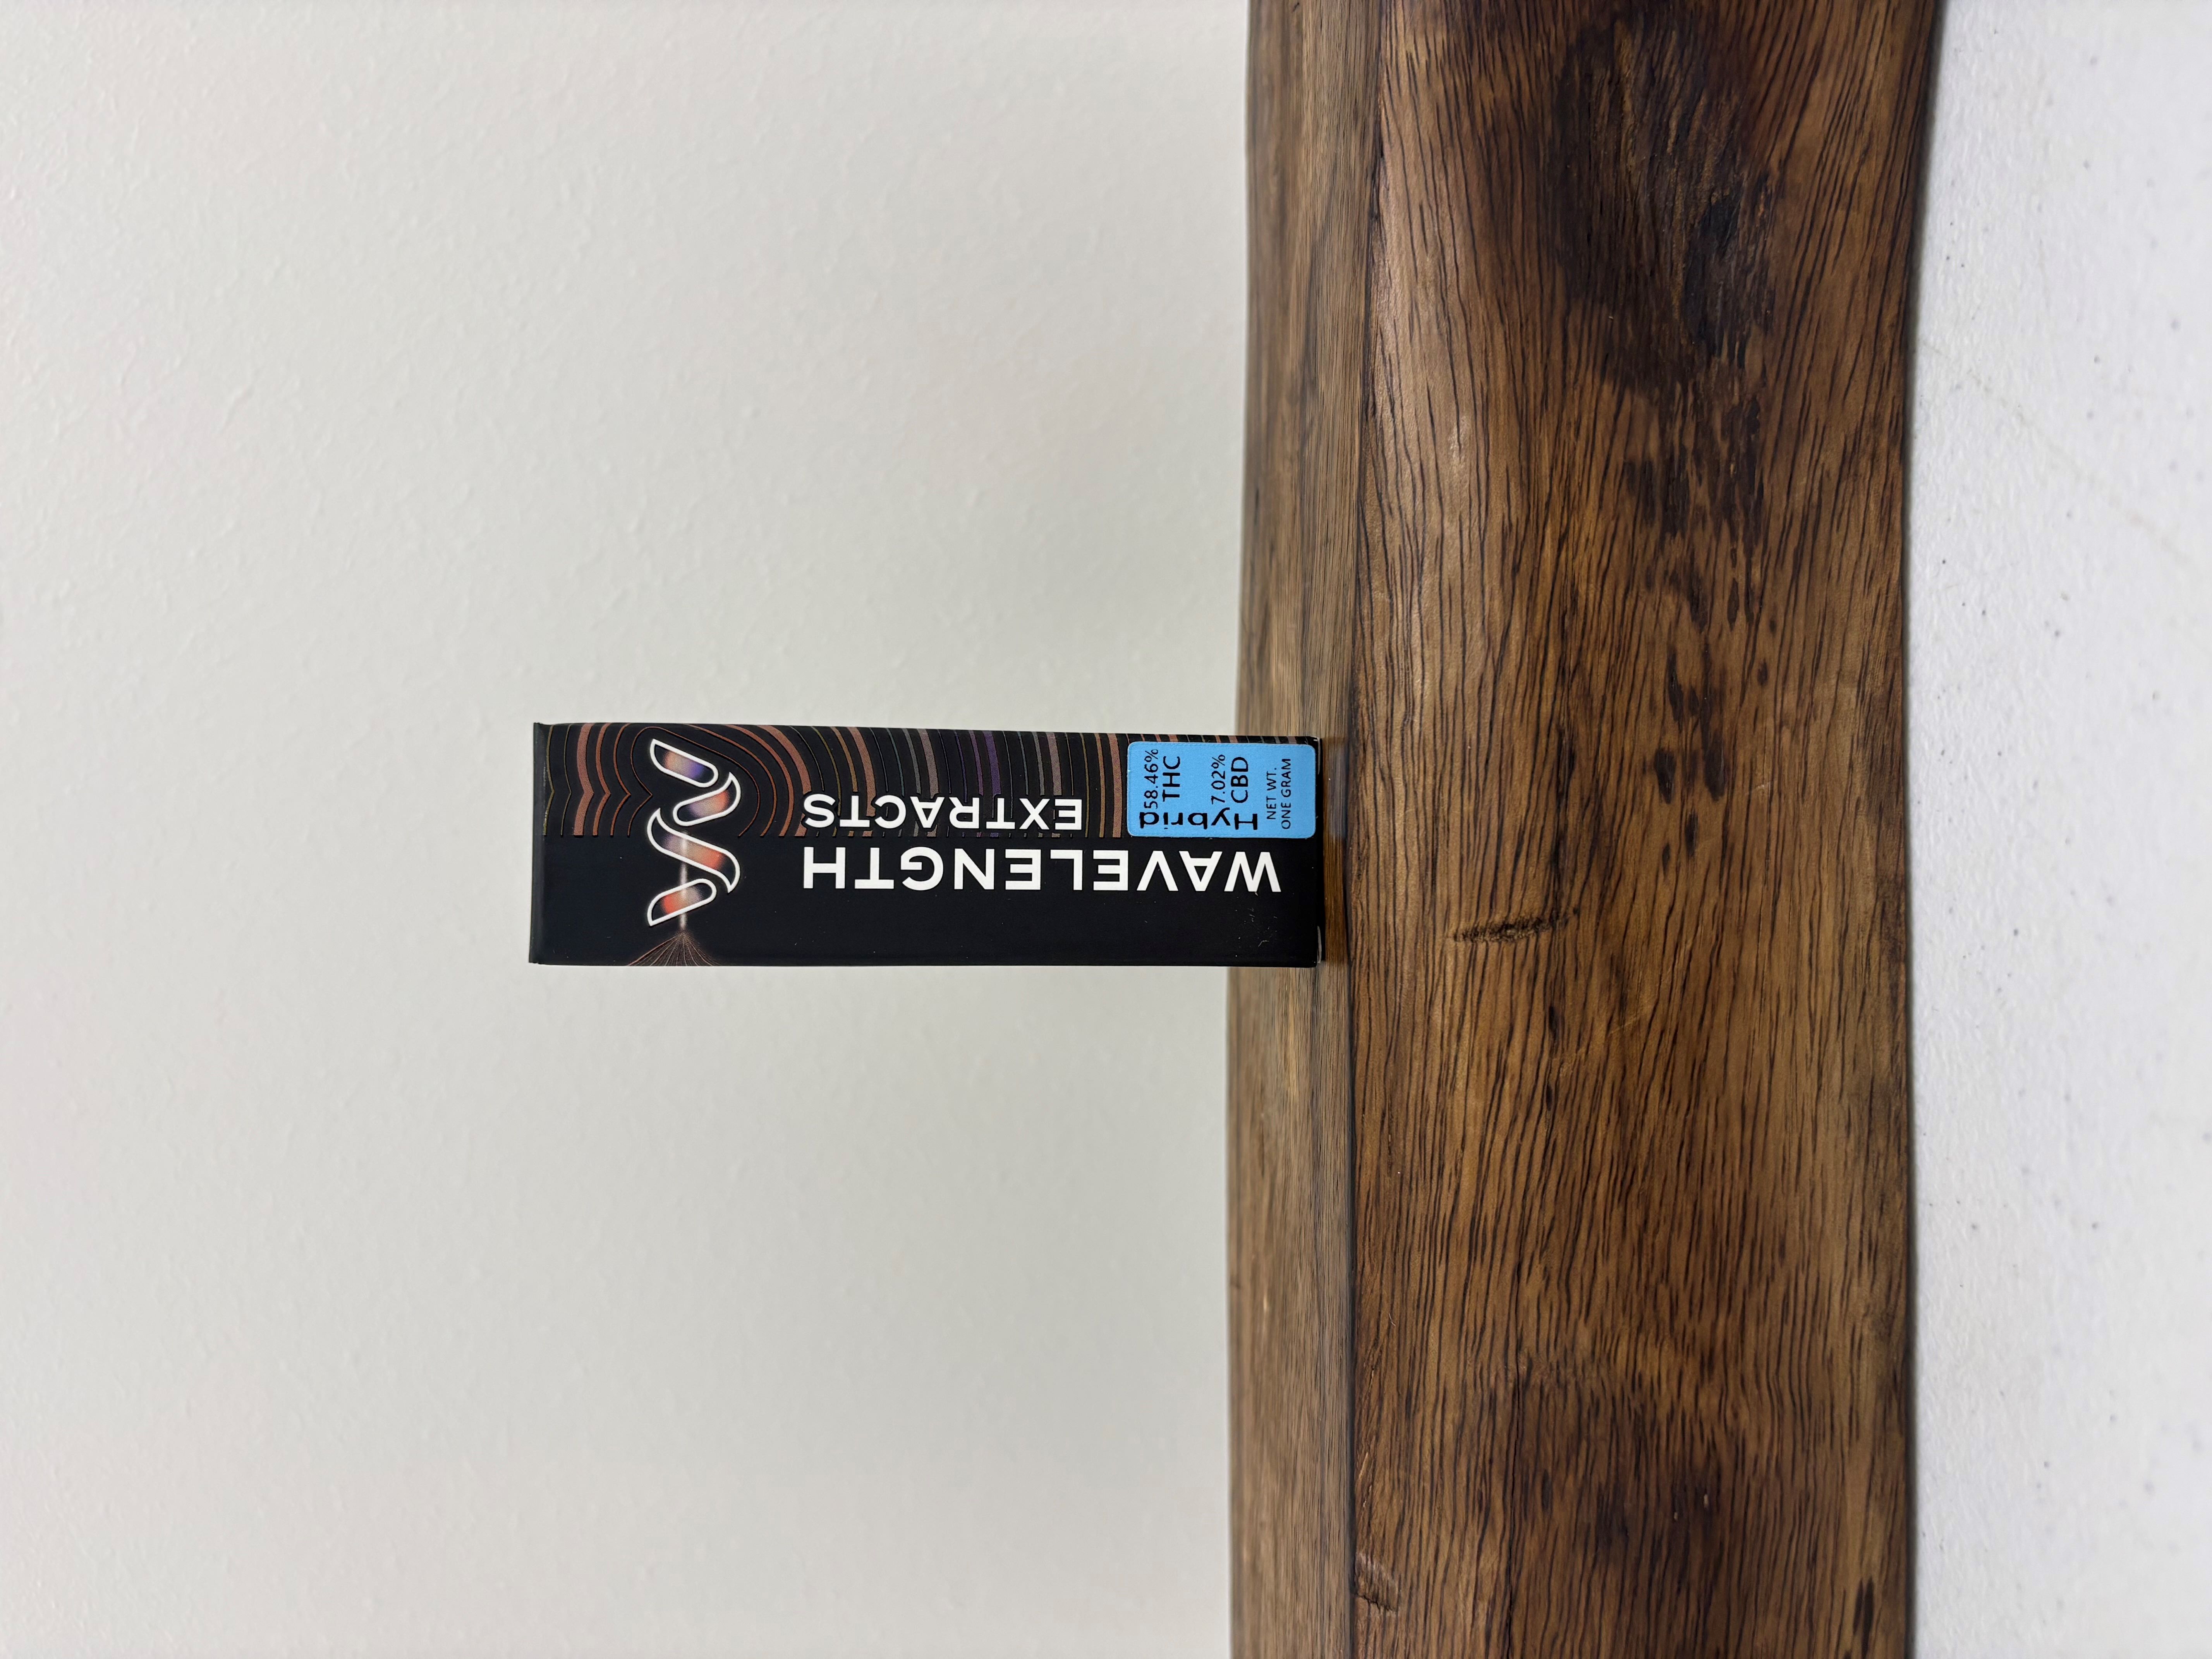 WAVELENGTH
EXTRACTS
Hybrid
58.46%
THC
7.02%
CBD
NET WT.
ONE GRAM